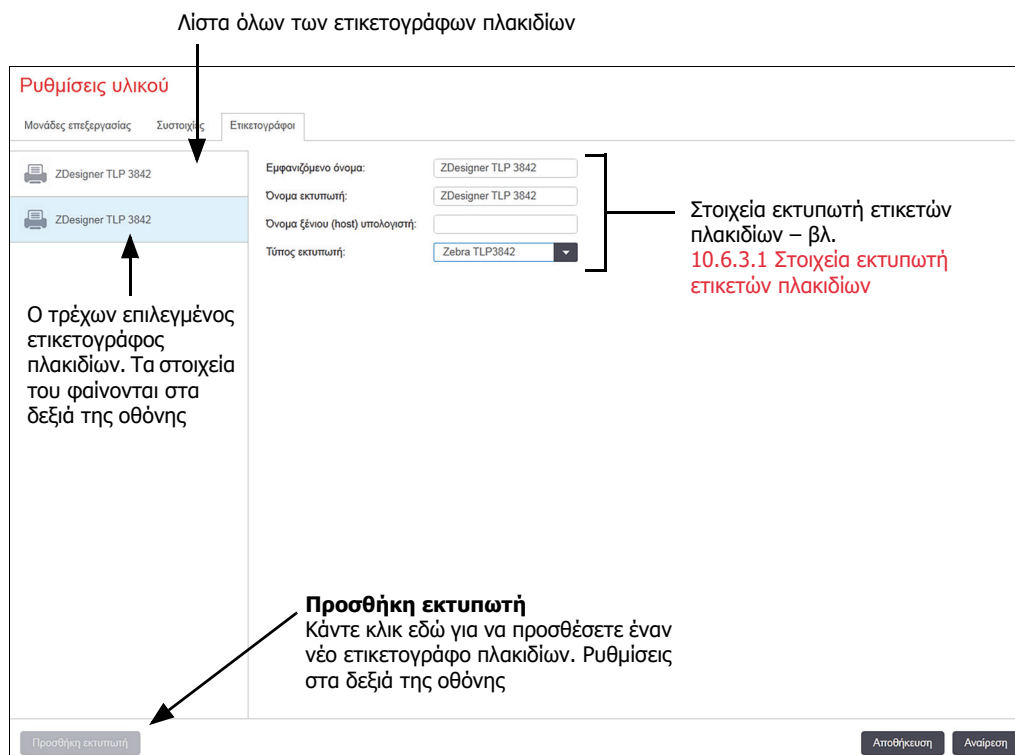 Λίστα όλων των ετικετογράφων πλακιδίων
Ρυθμίσεις υλικού
Μονάδες επεξεργασίας Συστοιχίες Ετικετογράφοι
ZDesigner TLP 3842
ZDesigner TLP 3842
Εμφανιζόμενο όνομα: ZDesigner TLP 3842
Όνομα εκτυπωτή: ZDesigner TLP 3842
Όνομα ξένιου (host) υπολογιστή:
Τύπος εκτυπωτή: Zebra TLP3842
Στοιχεία εκτυπωτή ετικετών
πλακιδίων – βλ.
10.6.3.1 Στοιχεία εκτυπωτή
ετικετών πλακιδίων
Ο τρέχων επιλεγμένος
ετικετογράφος
πλακιδίων. Τα στοιχεία
του φαίνονται στα
δεξιά της οθόνης
Προσθήκη εκτυπωτή
Κάντε κλικ εδώ για να προσθέσετε έναν
νέο ετικετογράφο πλακιδίων. Ρυθμίσεις
στα δεξιά της οθόνης
Προσθήκη εκτυπωτή
Αποθήκευση Αναίρεση